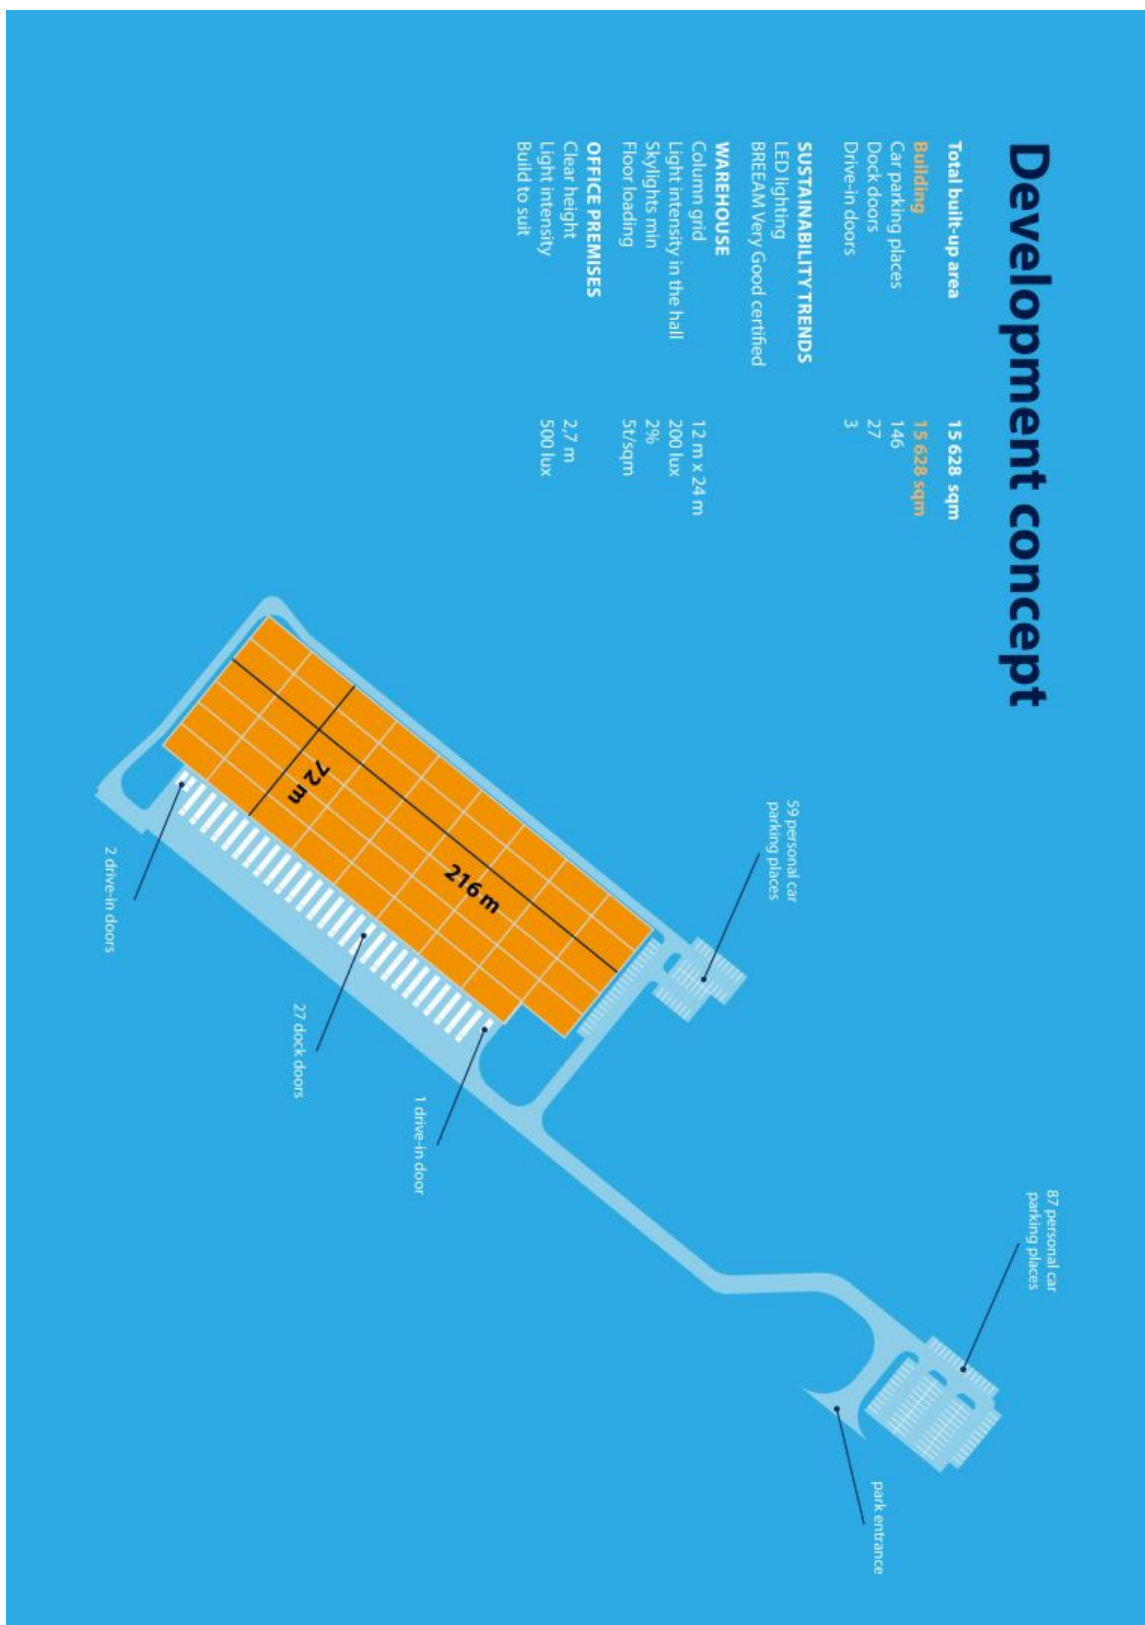 Development concept
Total built-up area 15 628 sqm
Building 15 628 sqm
Car parking places 146
Dock doors 27
Drive-in doors 3
SUSTAINABILITY TRENDS
LED lighting
BREEAM Very Good certified
WAREHOUSE
Column grid 12 m x 24 m
Light intensity in the hall 200 lux
Skylights min 2%
Floor loading 5t/sqm
OFFICE PREMISES
Clear height 2,7 m
Light intensity 500 lux
Build to suit
87 personal car
parking places
59 personal car
parking places
park entrance
216 m
72 m
1 drive-in door
27 dock doors
2 drive-in doors